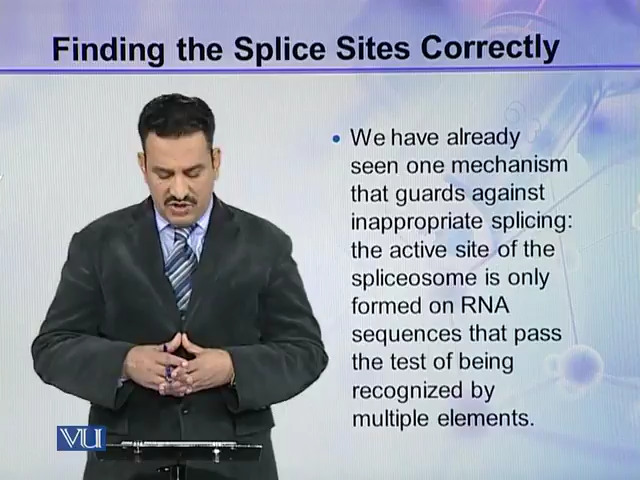 Finding the Splice Sites Correctly
• We have already
seen one mechanism
that guards against
inappropriate splicing:
the active site of the
spliceosome is only
formed on RNA
sequences that pass
the test of being
recognized by
multiple elements.
VU